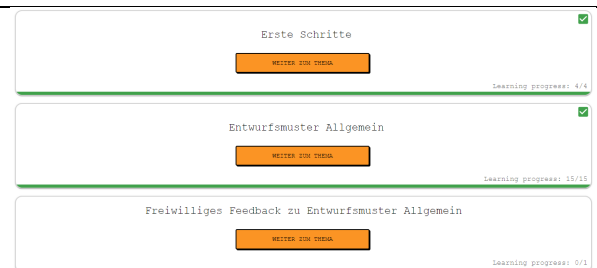 Erste Schritte
WEITER ZUM THEMA
Learning progress: 4/4
Entwurfsmuster Allgemein
WEITER ZUM THEMA
Learning progress: 15/15
Freiwilliges Feedback zu Entwurfsmuster Allgemein
WEITER ZUM THEMA
Learning progress: 0/1